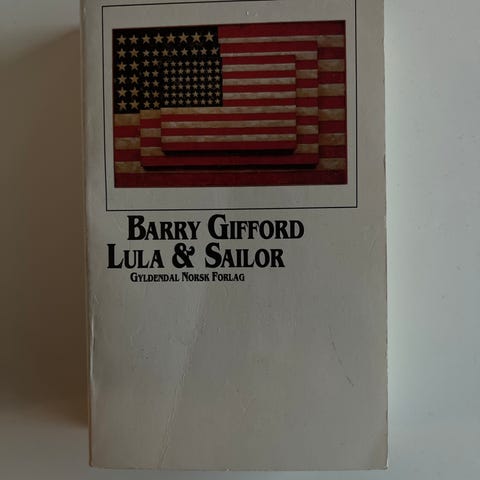 BARRY GIFFORD
LULA & SAILOR
GYLDENDAL NORSK FORLAG